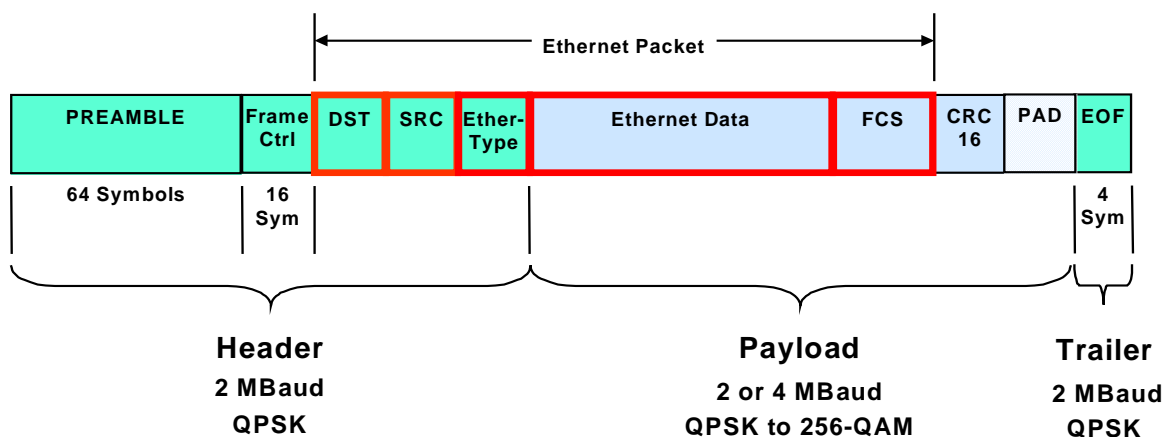 Ethernet Packet
PREAMBLE
Frame
Ctrl
DST
SRC
Ether-
Type
Ethernet Data
FCS
CRC
16
PAD
EOF
64 Symbols
16
Sym
4
Sym
Header
2 MBaud
QPSK
Payload
2 or 4 MBaud
QPSK to 256-QAM
Trailer
2 MBaud
QPSK